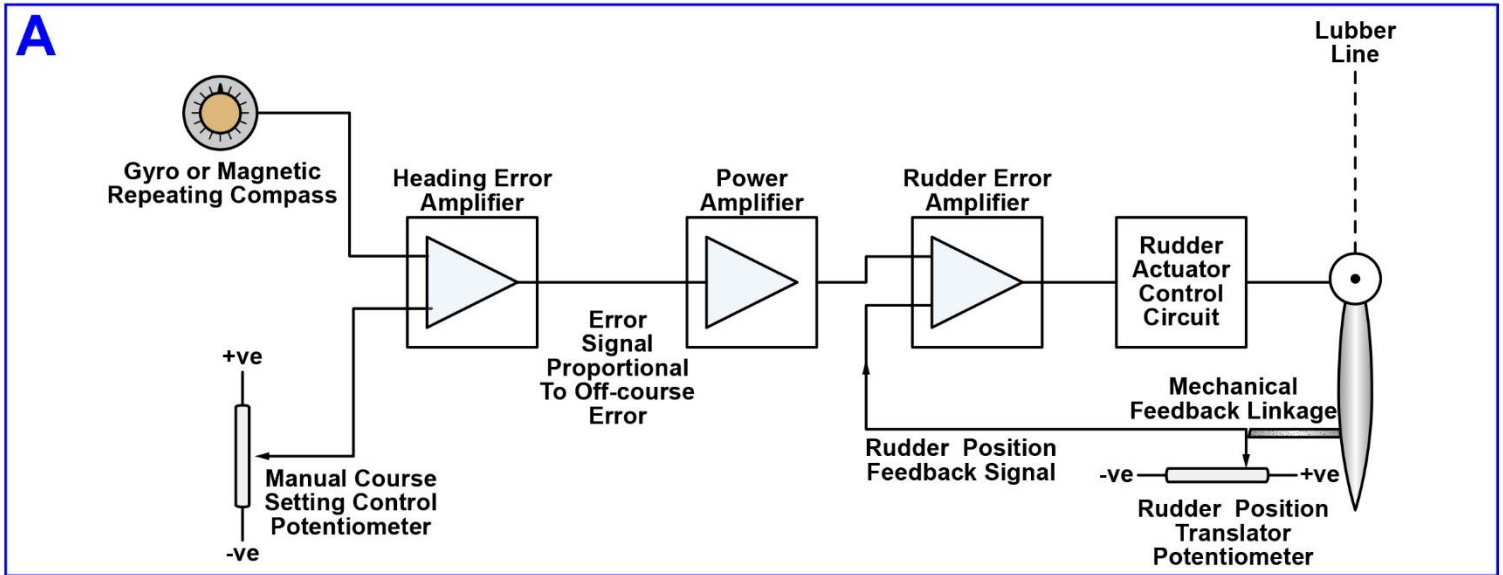 A
Lubber
Line
Gyro or Magnetic
Repeating Compass
Heading Error
Amplifier
Power
Amplifier
Rudder Error
Amplifier
Rudder
Actuator
Control
Circuit
Error
Signal
Proportional
To Off-course
Error
+ve
Manual Course
Setting Control
Potentiometer
-ve
Mechanical
Feedback Linkage
Rudder Position
Feedback Signal
-ve
+ve
Rudder Position
Translator
Potentiometer